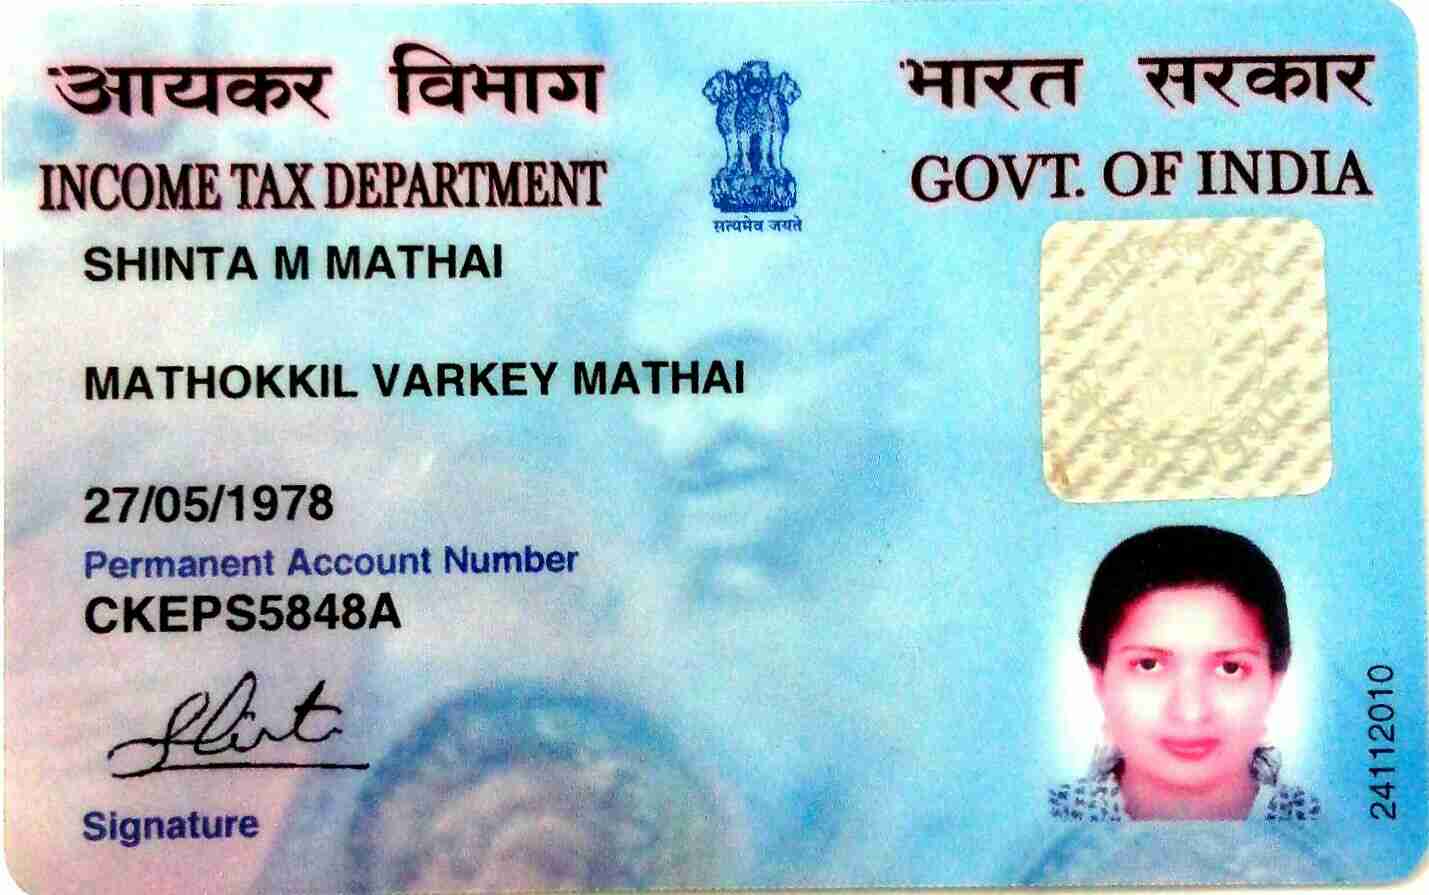 आयकर विभाग
भारत सरकार
INCOME TAX DEPARTMENT
GOVT. OF INDIA
सत्यमेव जयते
SHINTA M MATHAI
MATHOKKIL VARKEY MATHAI
27/05/1978
Permanent Account Number
CKEPS5848A
Shinta
Signature
24112010